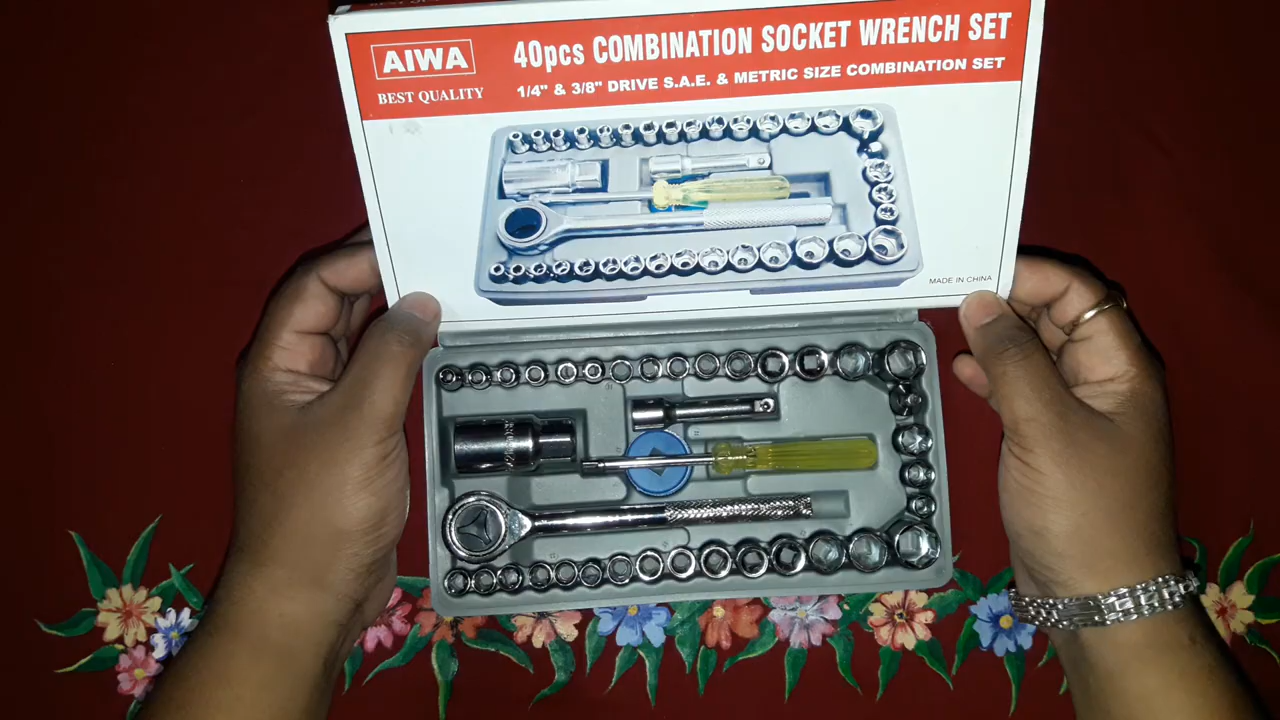 AIWA
BEST QUALITY
40pcs COMBINATION SOCKET WRENCH SET
1/4" & 3/8" DRIVE S.A.E. & METRIC SIZE COMBINATION SET
MADE IN CHINA